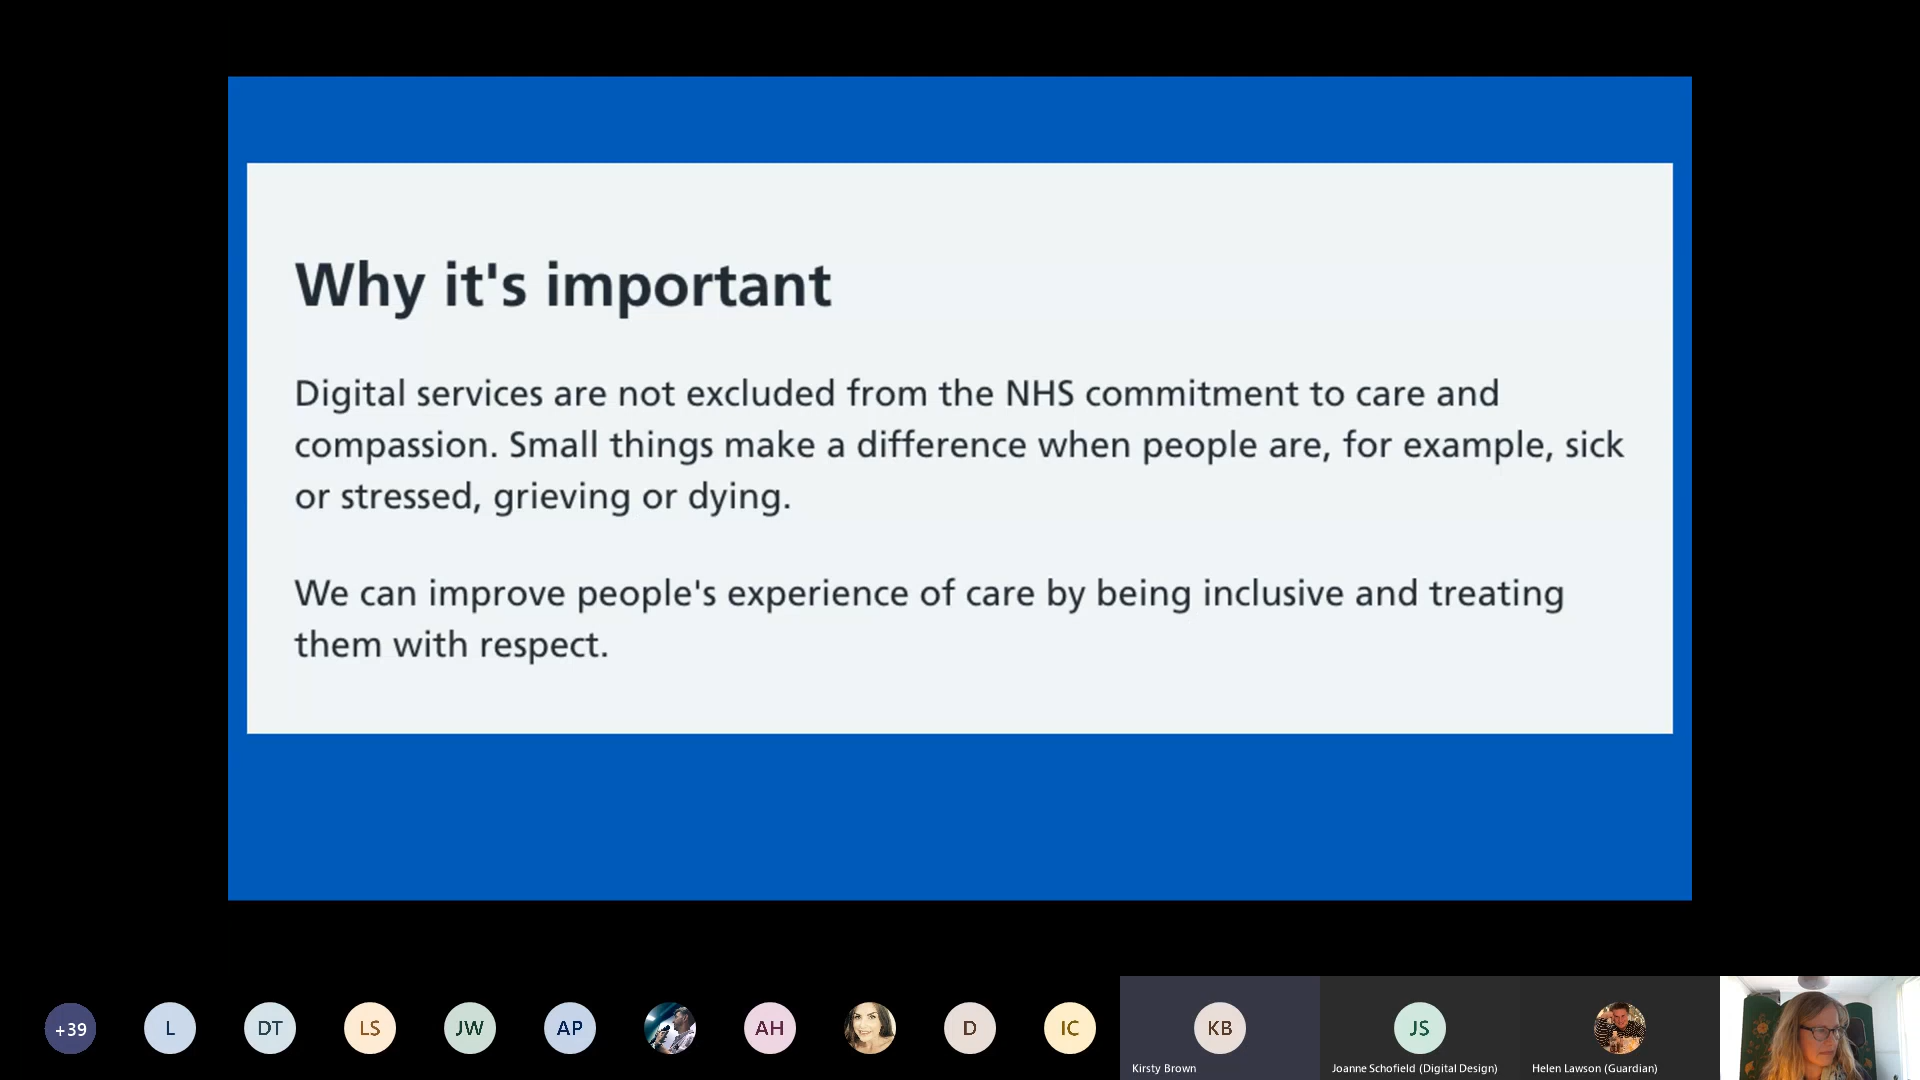 Why it's important
Digital services are not excluded from the NHS commitment to care and
compassion. Small things make a difference when people are, for example, sick
or stressed, grieving or dying.
We can improve people's experience of care by being inclusive and treating
them with respect.
+39
L
DT
LS
JW
AP
AH
D
IC
KB
JS
Kirsty Brown
Joanne Schofield (Digital Design)
Helen Lawson (Guardian)